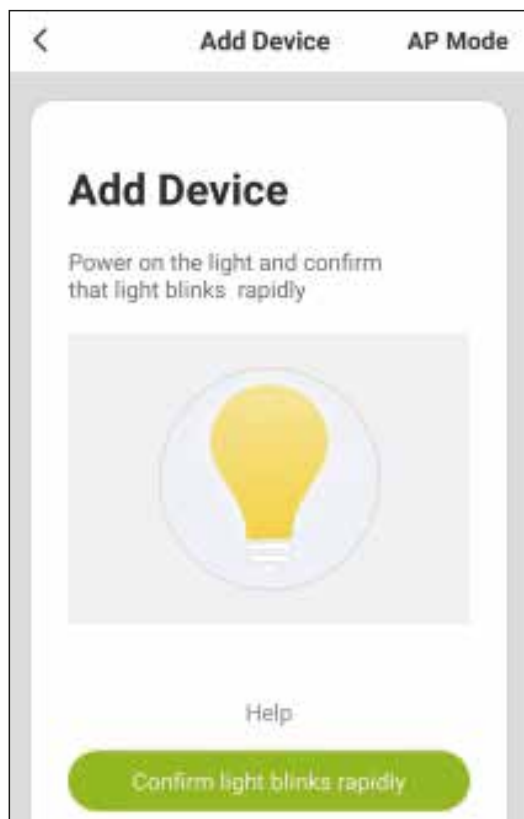 Add Device
AP Mode
Add Device
Power on the light and confirm
that light blinks rapidly
Help
Confirm light blinks rapidly